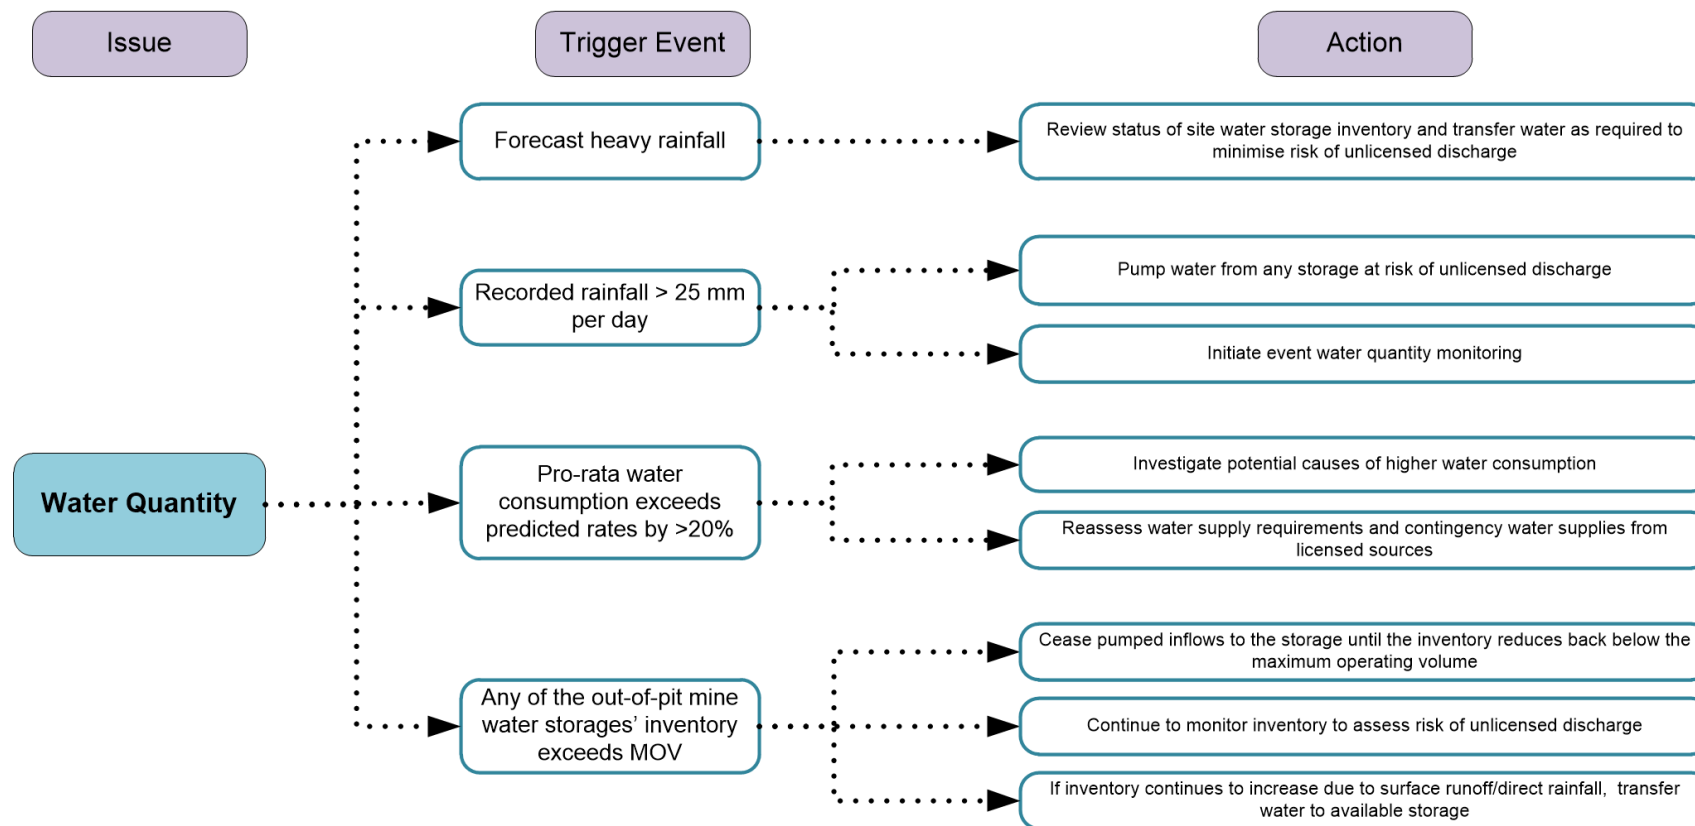 Issue
Trigger Event
Action
Forecast heavy rainfall
Review status of site water storage inventory and transfer water as required to
minimise risk of unlicensed discharge
Recorded rainfall > 25 mm
per day
Pump water from any storage at risk of unlicensed discharge
Initiate event water quantity monitoring
Water Quantity
Pro-rata water
consumption exceeds
predicted rates by >20%
Investigate potential causes of higher water consumption
Reassess water supply requirements and contingency water supplies from
licensed sources
Any of the out-of-pit mine
water storages’ inventory
exceeds MOV
Cease pumped inflows to the storage until the inventory reduces back below the
maximum operating volume
Continue to monitor inventory to assess risk of unlicensed discharge
If inventory continues to increase due to surface runoff/direct rainfall,  transfer
water to available storage